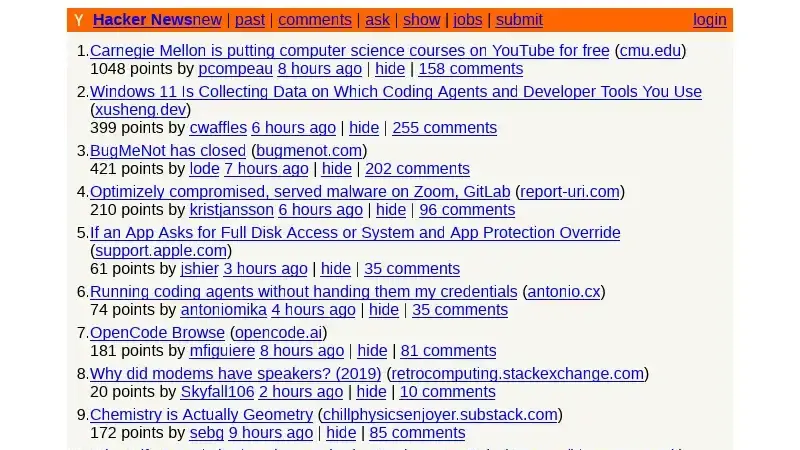 Y Hacker Newsnew | past | comments | ask | show | jobs | submit login
1.Carnegie Mellon is putting computer science courses on YouTube for free (cmu.edu)
1048 points by pcompeau 8 hours ago | hide | 158 comments
2.Windows 11 Is Collecting Data on Which Coding Agents and Developer Tools You Use
(xusheng.dev)
399 points by cwaffles 6 hours ago | hide | 255 comments
3.BugMeNot has closed (bugmenot.com)
421 points by lode 7 hours ago | hide | 202 comments
4.Optimizely compromised, served malware on Zoom, GitLab (report-uri.com)
210 points by kristjansson 6 hours ago | hide | 96 comments
5.If an App Asks for Full Disk Access or System and App Protection Override
(support.apple.com)
61 points by jshier 3 hours ago | hide | 35 comments
6.Running coding agents without handing them my credentials (antonio.cx)
74 points by antoniomika 4 hours ago | hide | 35 comments
7.OpenCode Browse (opencode.ai)
181 points by mfiguiere 8 hours ago | hide | 81 comments
8.Why did modems have speakers? (2019) (retrocomputing.stackexchange.com)
20 points by Skyfall106 2 hours ago | hide | 10 comments
9.Chemistry is Actually Geometry (chillphysicsenjoyer.substack.com)
172 points by sebg 9 hours ago | hide | 85 comments